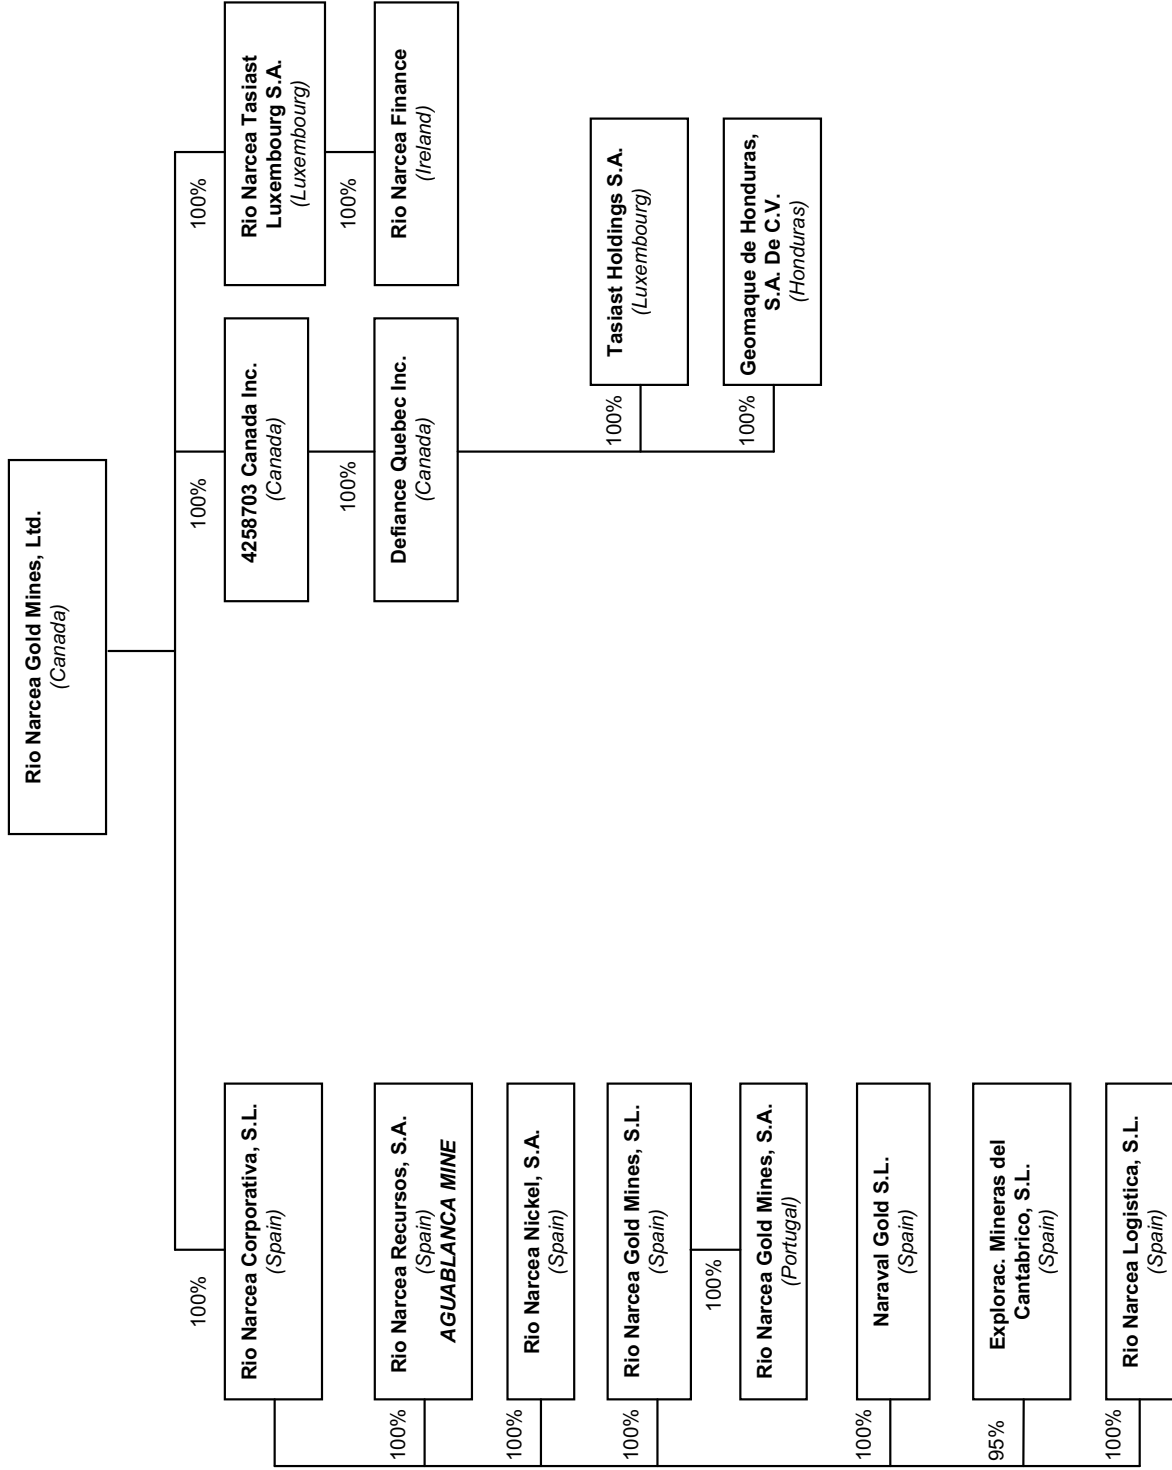 Rio Narcea Gold Mines, Ltd.
(Canada)
100%
100%
100%
Rio Narcea Corporativa, S.L.
(Spain)
4258703 Canada Inc.
(Canada)
Rio Narcea Tasiast
Luxembourg S.A.
(Luxembourg)
100%
100%
100%
Rio Narcea Recursos, S.A.
(Spain)
AGUABLANCA MINE
Defiance Quebec Inc.
(Canada)
Rio Narcea Finance
(Ireland)
100%
Rio Narcea Nickel, S.A.
(Spain)
100%
Rio Narcea Gold Mines, S.L.
(Spain)
100%
Tasiast Holdings S.A.
(Luxembourg)
100%
Rio Narcea Gold Mines, S.A.
(Portugal)
100%
Geomaque de Honduras,
S.A. De C.V.
(Honduras)
100%
Naraval Gold S.L.
(Spain)
95%
Explorac. Mineras del
Cantabrico, S.L.
(Spain)
100%
Rio Narcea Logistica, S.L.
(Spain)